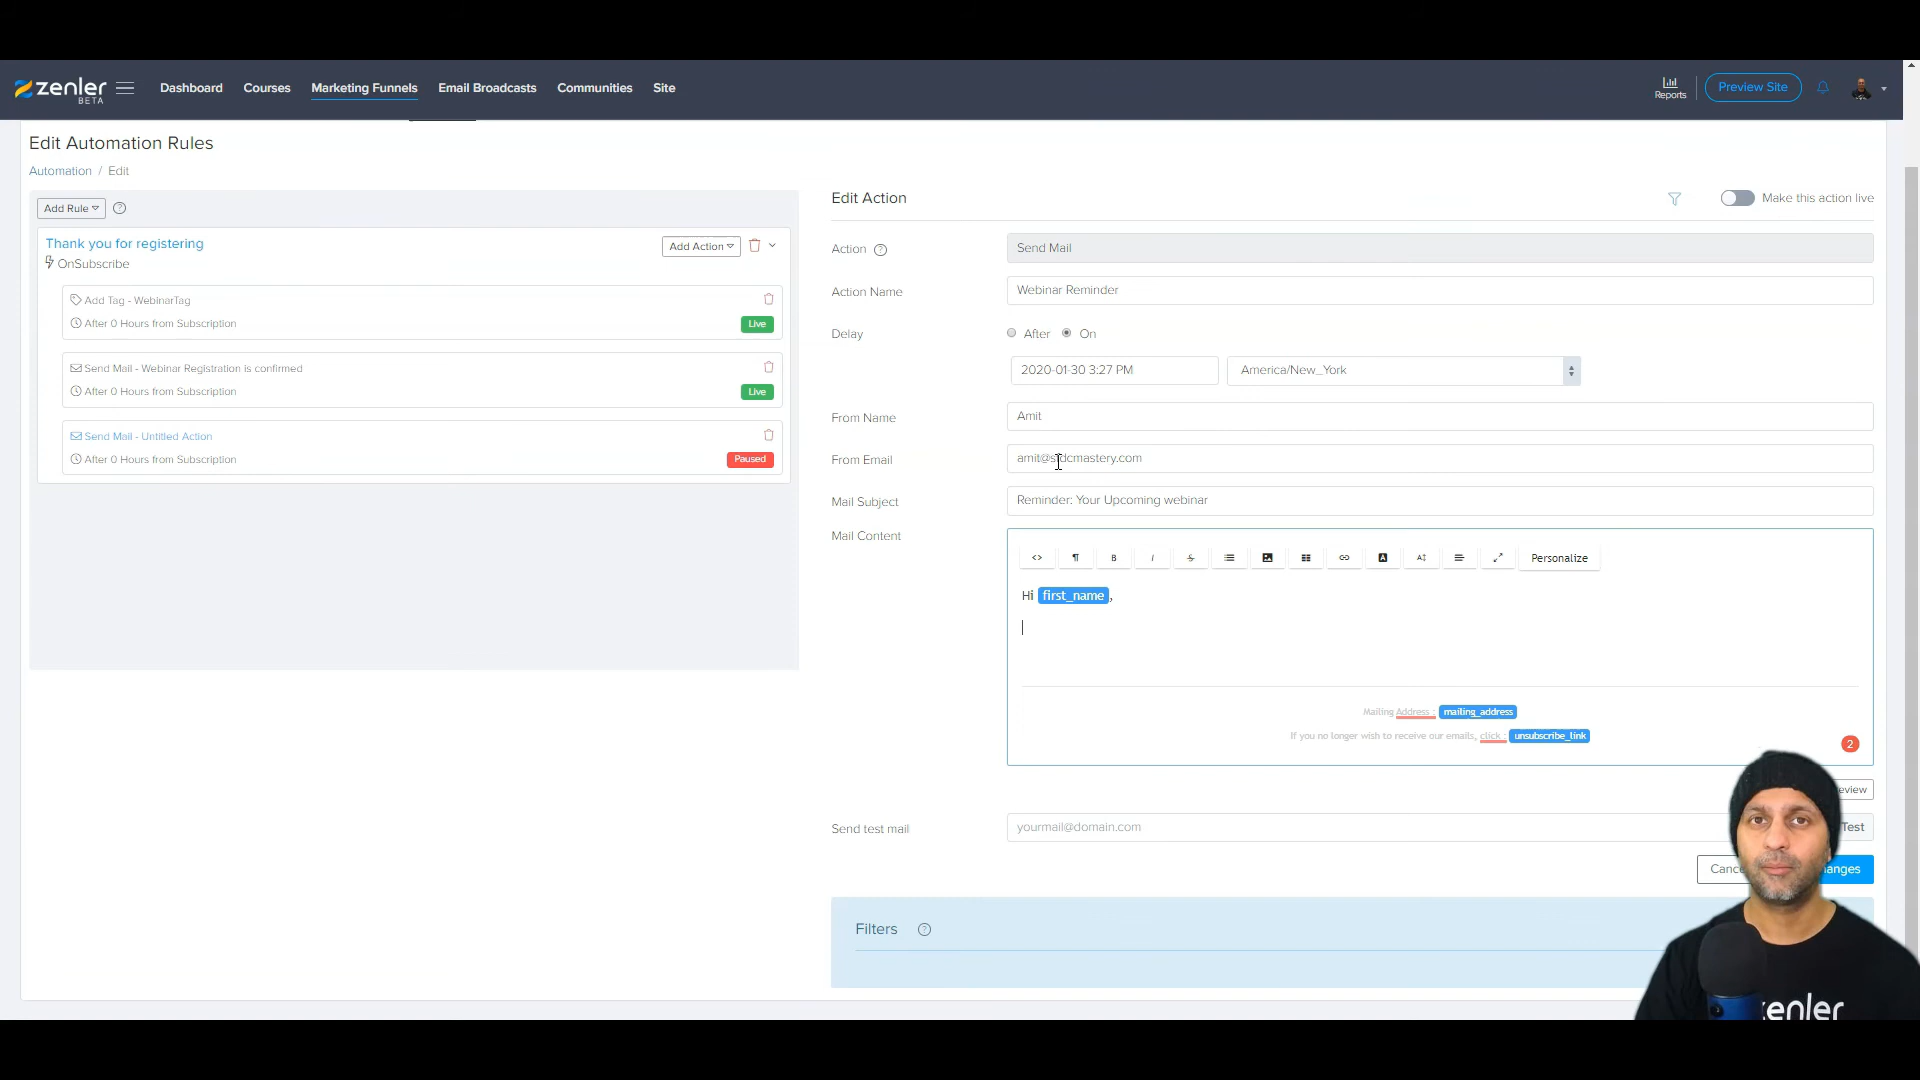 zenler
BETA
Dashboard
Courses
Marketing Funnels
Email Broadcasts
Communities
Site
Reports
Preview Site
Edit Automation Rules
Automation / Edit
Add Rule
Thank you for registering
OnSubscribe
Add Action
Add Tag - WebinarTag
After 0 Hours from Subscription
Live
Send Mail - Webinar Registration is confirmed
After 0 Hours from Subscription
Live
Send Mail - Untitled Action
After 0 Hours from Subscription
Paused
Edit Action
Make this action live
Action
Send Mail
Action Name
Webinar Reminder
Delay
After
On
2020-01-30 3:27 PM
America/New_York
From Name
Amit
From Email
amit@sfdcmastery.com
Mail Subject
Reminder: Your Upcoming webinar
Mail Content
Personalize
Hi first_name,
Mailing Address : mailing_address
If you no longer wish to receive our emails, click : unsubscribe_link
2
eview
Send test mail
yourmail@domain.com
Test
Cance
anges
Filters
zenler